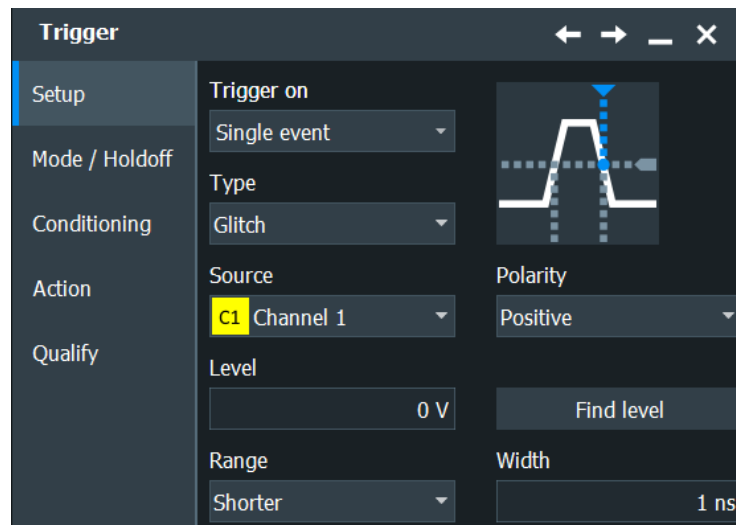 Trigger
Setup
Mode / Holdoff
Conditioning
Action
Qualify
Trigger on
Single event
Type
Glitch
Source
C1 Channel 1
Polarity
Positive
Level
0 V
Find level
Range
Shorter
Width
1 ns